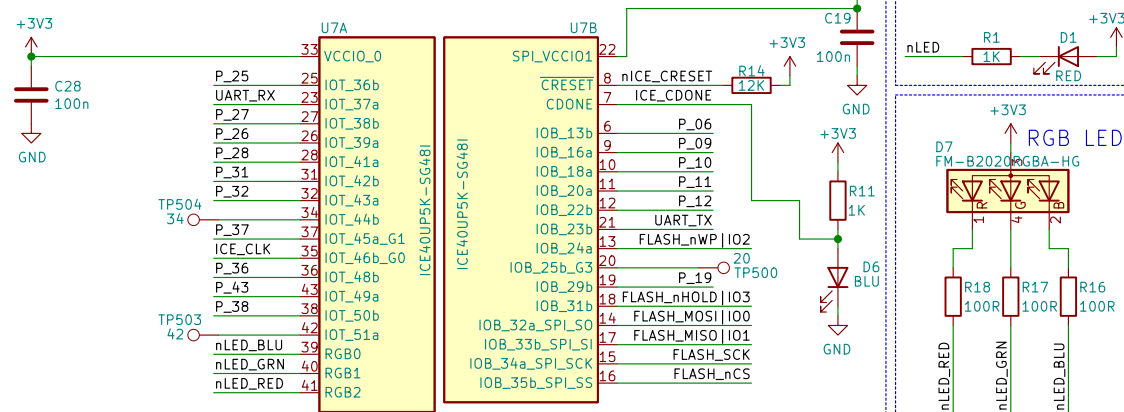 +3V3
C28
100n
GND
U7A
33 VCCIO_0
P_25 25 IOT_36b
UART_RX 23 IOT_37a
P_27 27 IOT_38b
P_26 26 IOT_39a
P_28 28 IOT_41a
P_31 31 IOT_42b
P_32 32 IOT_43a
TP504
34 34 IOT_44b
P_37 37 IOT_45a_G1
ICE_CLK 35 IOT_46b_G0
P_36 36 IOT_48b
P_43 43 IOT_49a
P_38 38 IOT_50b
TP503
42 42 IOT_51a
nLED_BLU 39 RGB0
nLED_GRN 40 RGB1
nLED_RED 41 RGB2
ICE40UP5K-SG48I
U7B
ICE40UP5K-SG48I
SPI_VCCIO1 22
CRESET 8 nICE_CRESET
CDONE 7 ICE_CDONE
IOB_13b 6 P_06
IOB_16a 9 P_09
IOB_18a 10 P_10
IOB_20a 11 P_11
IOB_22b 12 P_12
IOB_23b 21 UART_TX
IOB_24a 13 FLASH_nWP|IO2
IOB_25b_G3 20 20
TP500
IOB_29b 19 P_19
IOB_31b 18 FLASH_nHOLD|IO3
IOB_32a_SPI_SO 14 FLASH_MOSI|IO0
IOB_33b_SPI_SI 17 FLASH_MISO|IO1
IOB_34a_SPI_SCK 15 FLASH_SCK
IOB_35b_SPI_SS 16 FLASH_nCS
R14
12K
+3V3
C19
100n
GND
+3V3
R11
1K
D6
BLU
GND
nLED
R1
1K
D1
RED
+3V3
RGB LED
+3V3
D7
FM-B2020RGBA-HG
R G B
1 4 2
R18
100R
R17
100R
R16
100R
nLED_RED
nLED_GRN
nLED_BLU